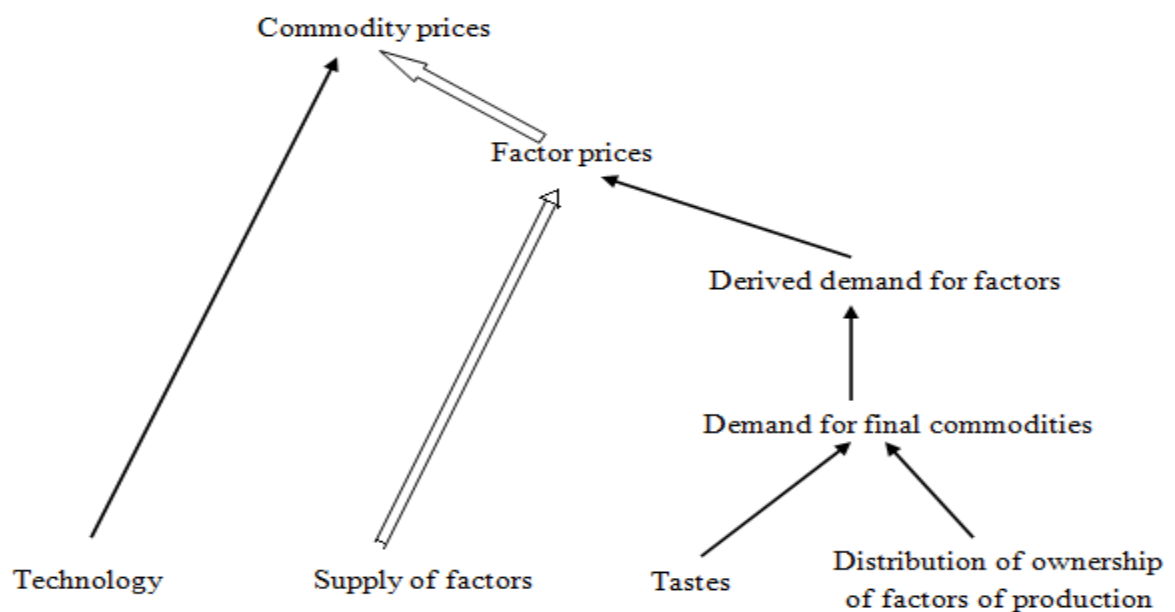 Commodity prices
Factor prices
Derived demand for factors
Demand for final commodities
Technology
Supply of factors
Tastes
Distribution of ownership
of factors of production